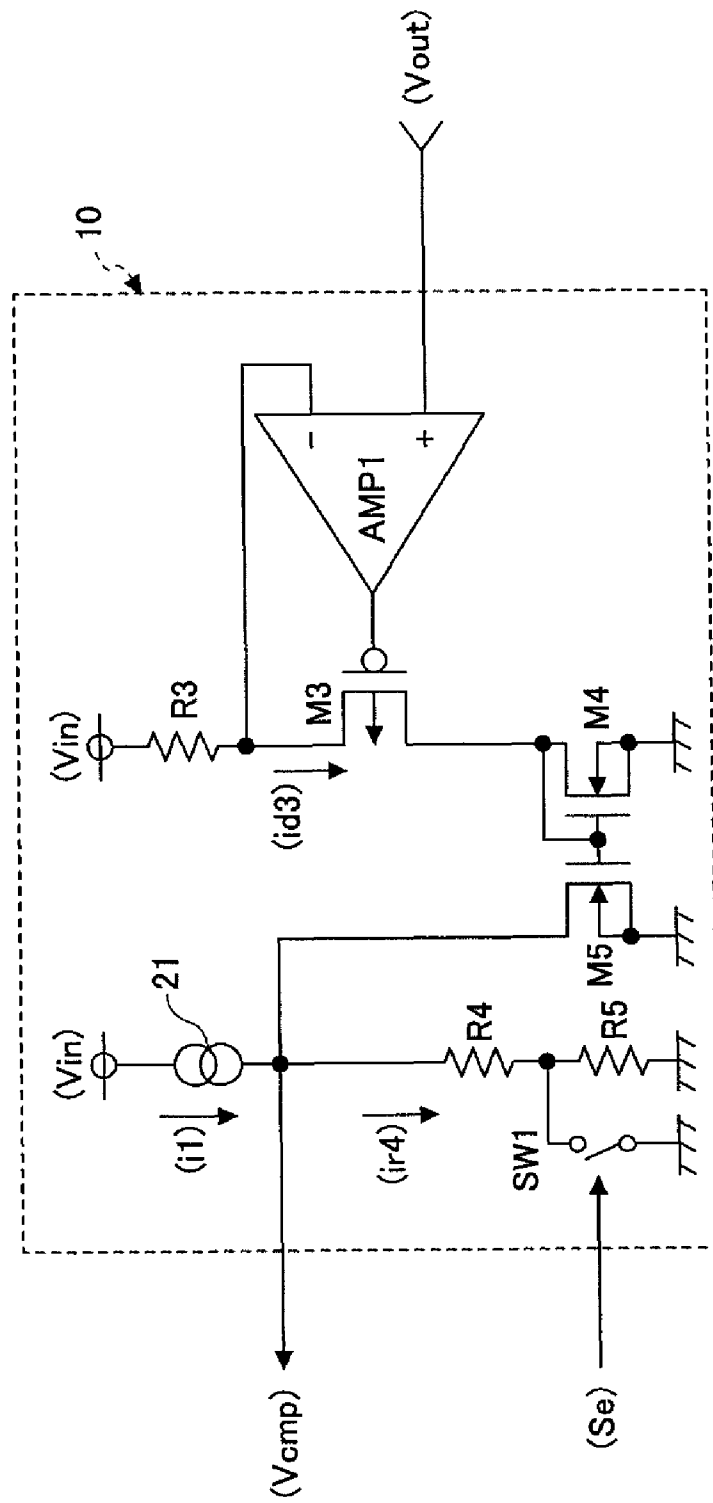 10
(Vin)
(Vin)
21
R3
(i1)
(id3)
-
+
AMP1
(Vout)
M3
(Vcmp)
(ir4)
R4
M5
M4
SW1
R5
(Se)